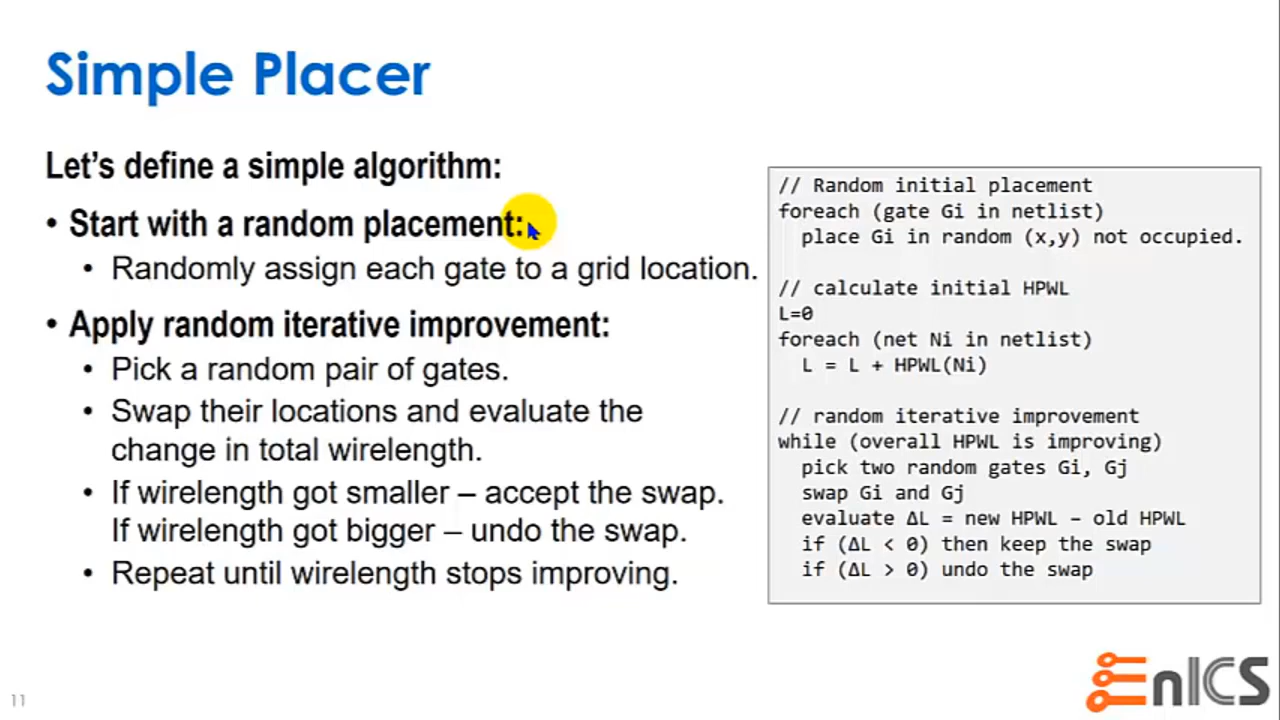 Simple Placer
Let's define a simple algorithm:
• Start with a random placement:
• Randomly assign each gate to a grid location.
• Apply random iterative improvement:
• Pick a random pair of gates.
• Swap their locations and evaluate the
change in total wirelength.
• If wirelength got smaller – accept the swap.
If wirelength got bigger – undo the swap.
• Repeat until wirelength stops improving.
// Random initial placement
foreach (gate Gi in netlist)
place Gi in random (x,y) not occupied.
// calculate initial HPWL
L=0
foreach (net Ni in netlist)
L = L + HPWL(Ni)
// random iterative improvement
while (overall HPWL is improving)
pick two random gates Gi, Gj
swap Gi and Gj
evaluate ΔL = new HPWL – old HPWL
if (ΔL < 0) then keep the swap
if (ΔL > 0) undo the swap
11
EnICS